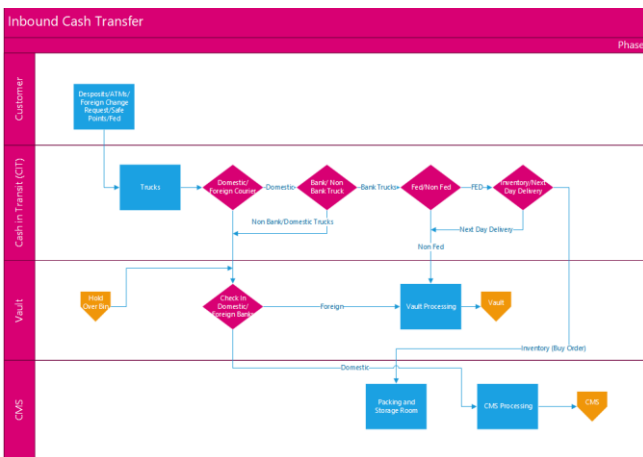 Inbound Cash Transfer
Phase
Customer
Desposits/ATMs/
Foreign Change
Request/Safe
Points/Fed
Cash in Transit (CIT)
Trucks
Domestic/
Foreign Courier
Domestic
Bank/ Non
Bank Truck
Bank Trucks
Fed/Non Fed
FED
Inventory/Next
Day Delivery
Non Bank/Domestic Trucks
Next Day Delivery
Non Fed
Vault
Hold
Over Bin
Check In
Domestic/
Foreign Banks
Foreign
Vault Processing
Vault
Inventory (Buy Order)
Domestic
CMS
Packing and
Storage Room
CMS Processing
CMS